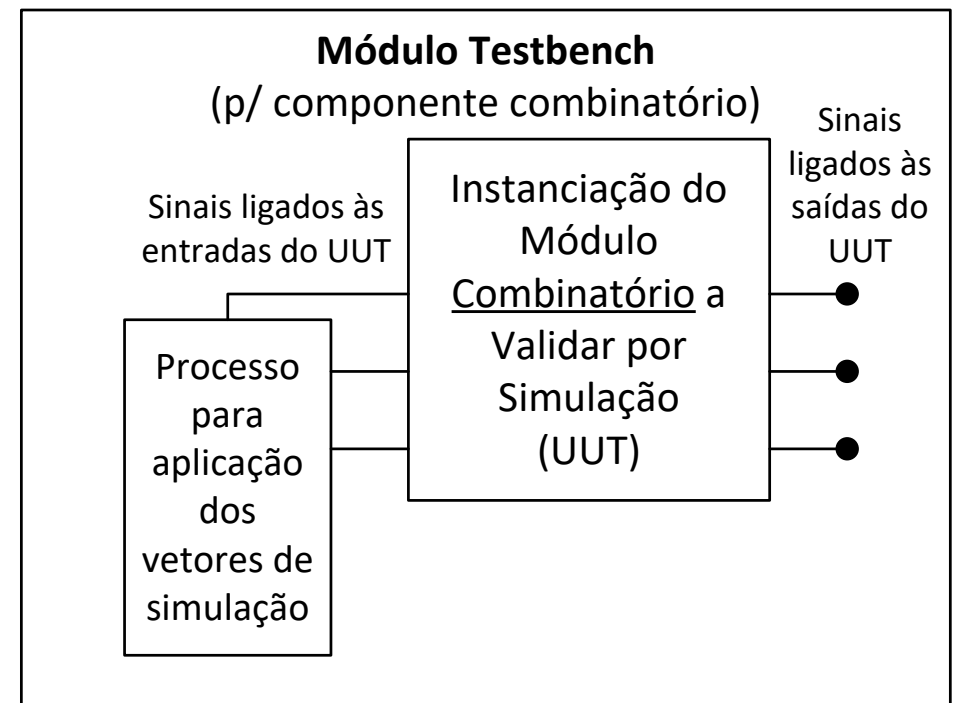 Módulo Testbench
(p/ componente combinatório)
Sinais
ligados às
saídas do
UUT
Sinais ligados às
entradas do UUT
Instanciação do
Módulo
Combinatório a
Validar por
Simulação
(UUT)
Processo
para
aplicação
dos
vetores de
simulação